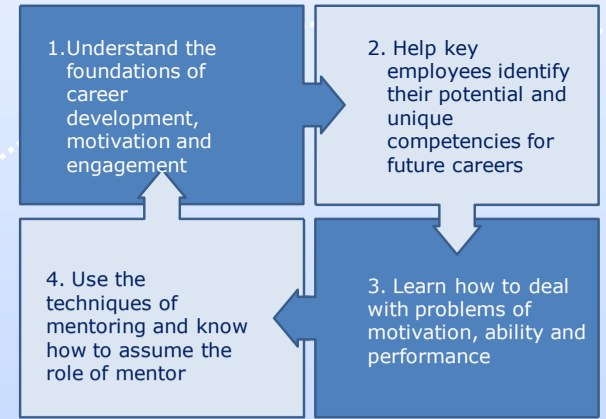 1.Understand the
foundations of
career
development,
motivation and
engagement
2. Help key
employees identify
their potential and
unique
competencies for
future careers
3. Learn how to deal
with problems of
motivation, ability and
performance
4. Use the
techniques of
mentoring and know
how to assume the
role of mentor